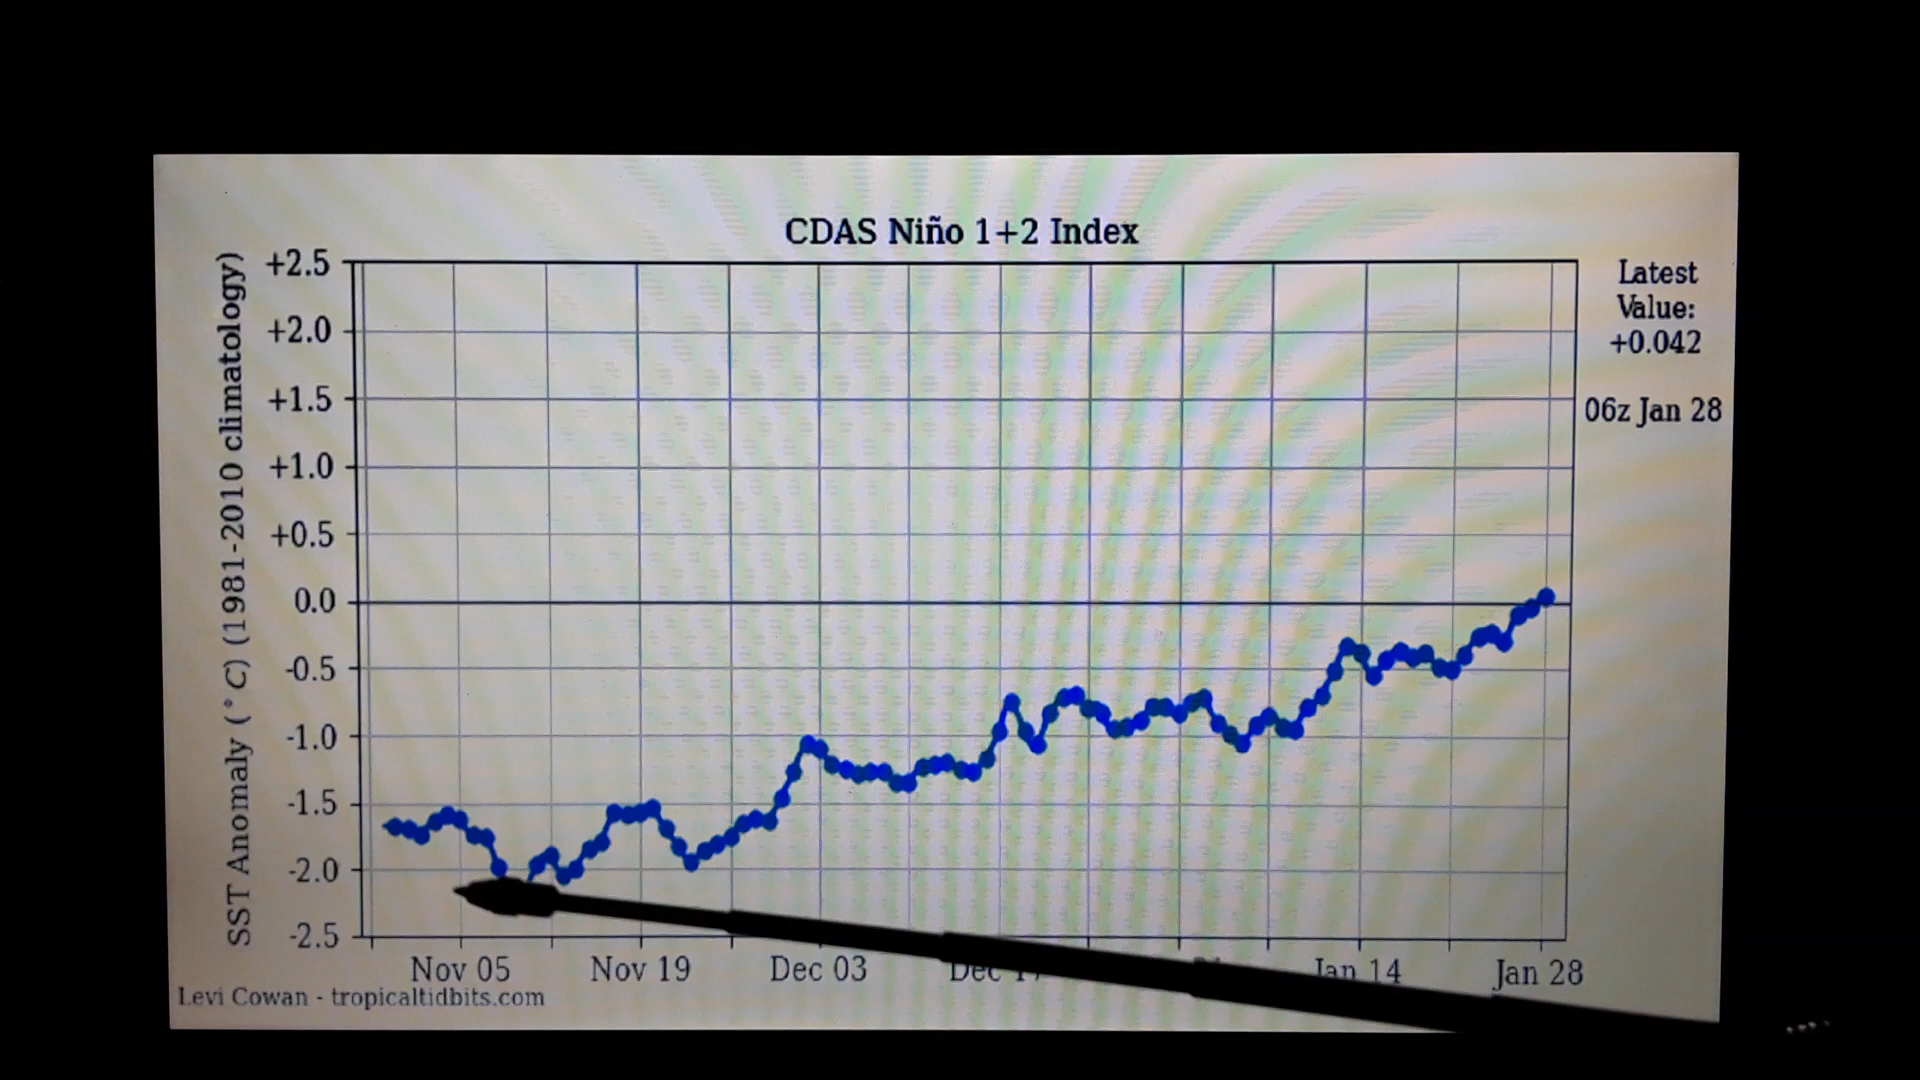 CDAS Niño 1+2 Index
SST Anomaly (°C) (1981-2010 climatology)
+2.5
+2.0
+1.5
+1.0
+0.5
0.0
-0.5
-1.0
-1.5
-2.0
-2.5
Nov 05 Nov 19 Dec 03 Dec Jan 14 Jan 28
Latest
Value:
+0.042
06z Jan 28
Levi Cowan - tropicaltidbits.com